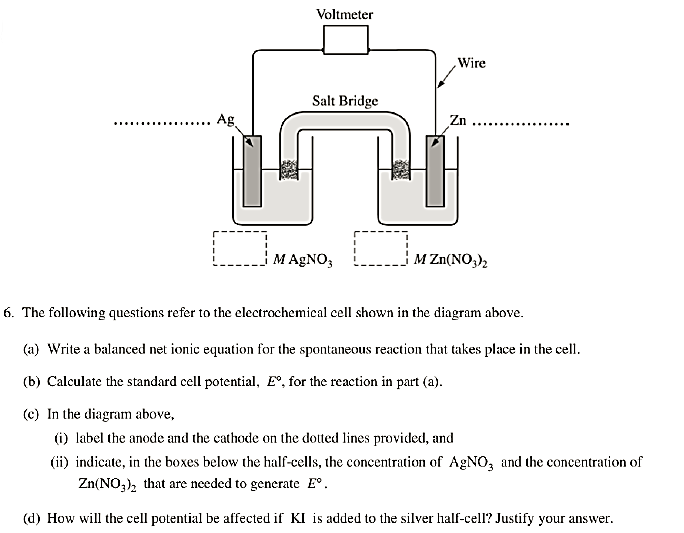 Voltmeter
Wire
Salt Bridge
.................. Ag
Zn ..................
M AgNO₃
M Zn(NO₃)₂
6. The following questions refer to the electrochemical cell shown in the diagram above.
(a) Write a balanced net ionic equation for the spontaneous reaction that takes place in the cell.
(b) Calculate the standard cell potential, E°, for the reaction in part (a).
(c) In the diagram above,
(i) label the anode and the cathode on the dotted lines provided, and
(ii) indicate, in the boxes below the half-cells, the concentration of AgNO₃ and the concentration of
Zn(NO₃)₂ that are needed to generate E°.
(d) How will the cell potential be affected if KI is added to the silver half-cell? Justify your answer.